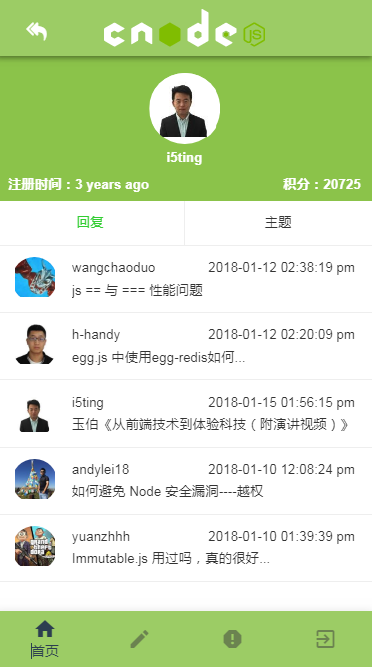 cnode JS
i5ting
注册时间：3 years ago 积分：20725
回复 主题
wangchaoduo 2018-01-12 02:38:19 pm
js == 与 === 性能问题
h-handy 2018-01-12 02:20:09 pm
egg.js 中使用egg-redis如何...
i5ting 2018-01-15 01:56:15 pm
玉伯《从前端技术到体验科技（附演讲视频）》
andylei18 2018-01-10 12:08:24 pm
如何避免 Node 安全漏洞----越权
yuanzhhh 2018-01-10 01:39:39 pm
Immutable.js 用过吗，真的很好...
首页